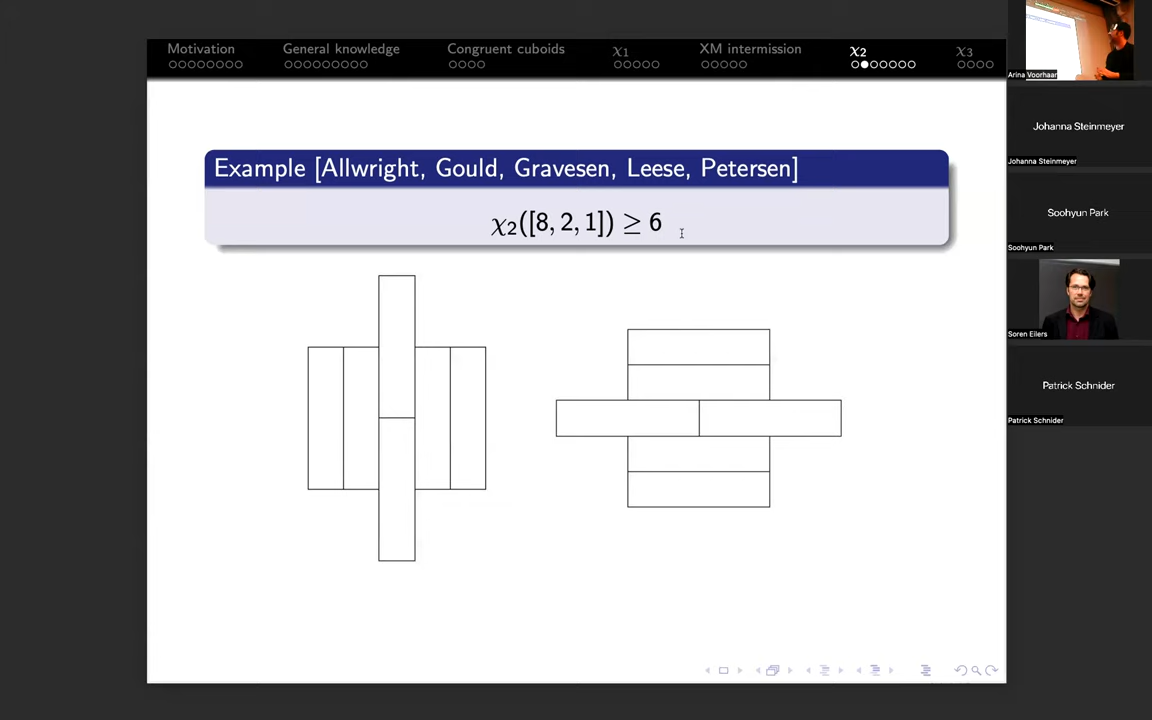 Motivation General knowledge Congruent cuboids χ1 XM intermission χ2 χ3
Example [Allwright, Gould, Gravesen, Leese, Petersen]
χ2([8, 2, 1]) ≥ 6
Arina Voorhaar
Johanna Steinmeyer
Johanna Steinmeyer
Soohyun Park
Soohyun Park
Soren Eilers
Patrick Schnider
Patrick Schnider